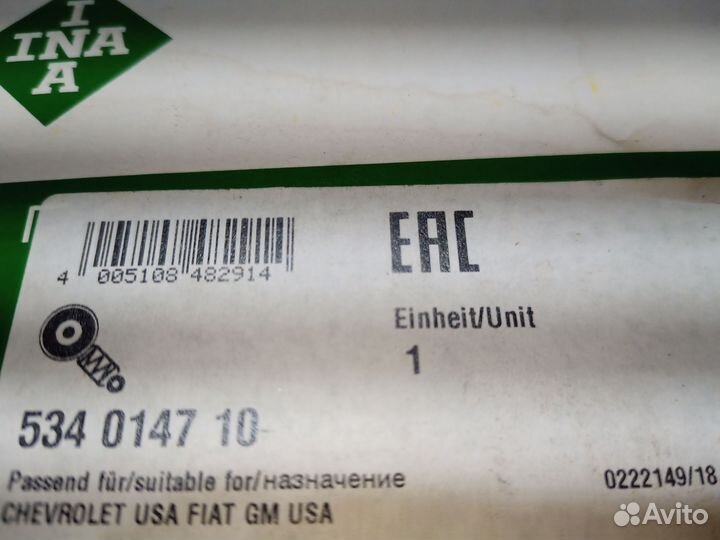 I
INA
A
4 005108 482914
EAC
Einheit/Unit
1
534 0147 10
Passend für/suitable for/назначение
0222149/18
CHEVROLET USA FIAT GM USA
Avito